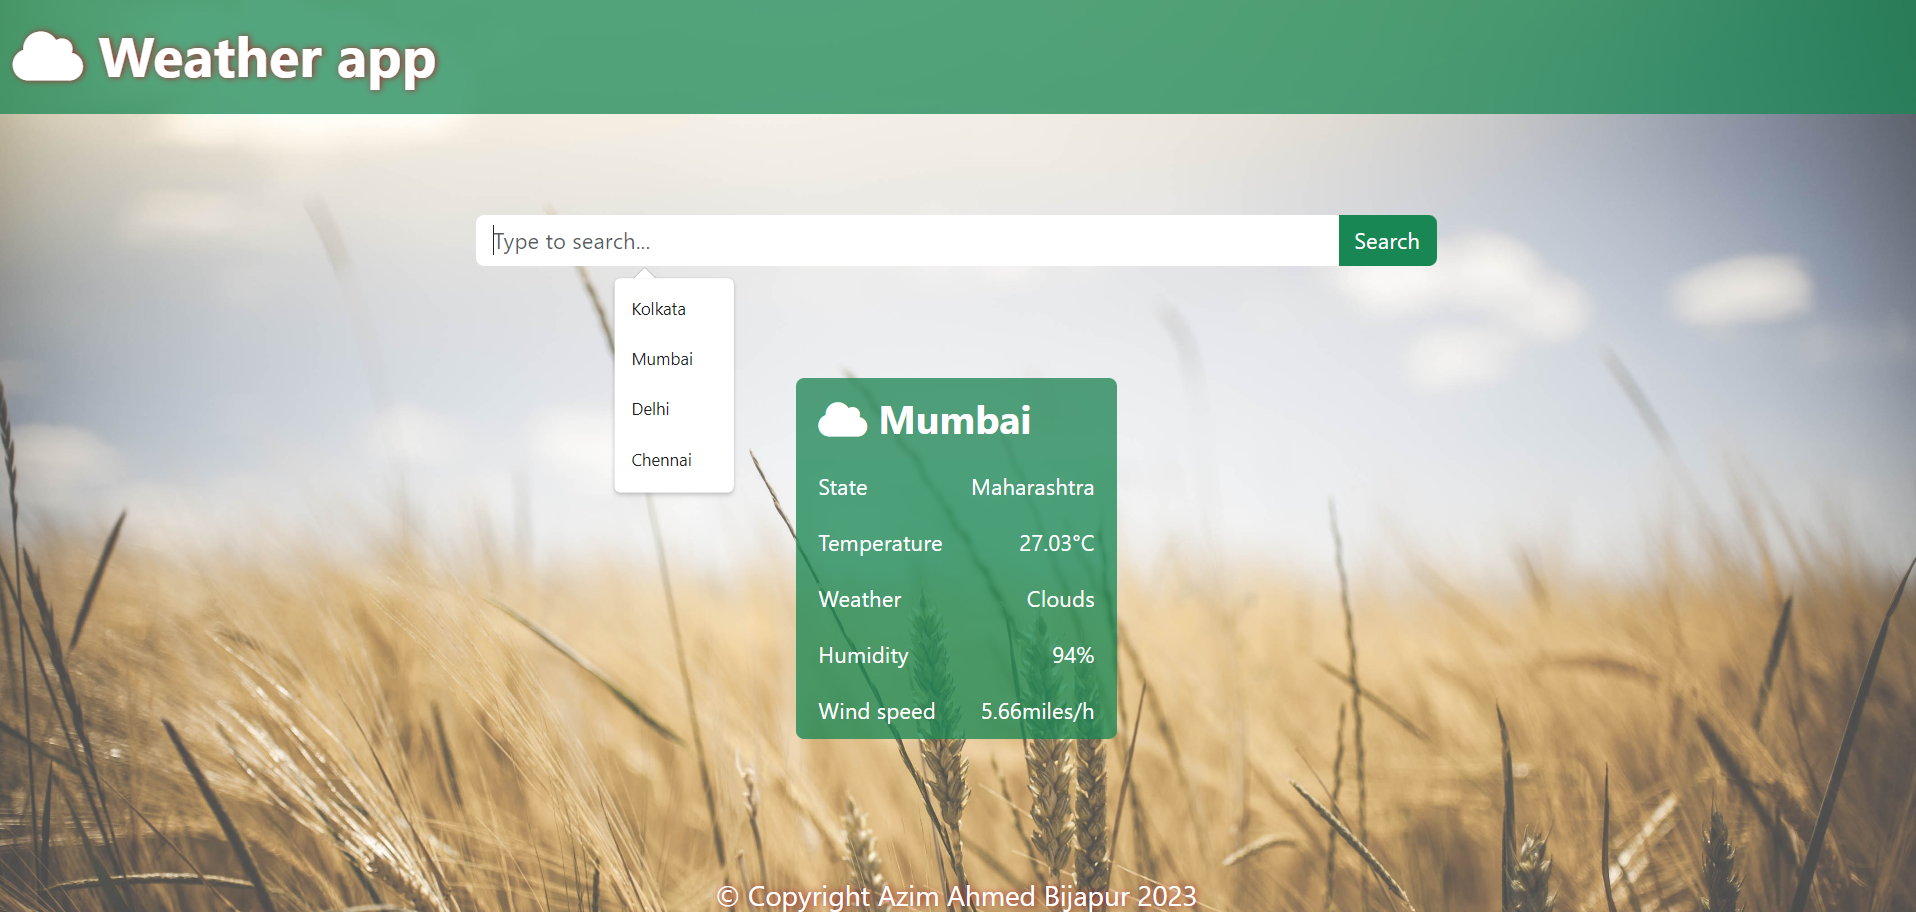 Weather app
Type to search...
Search
Kolkata
Mumbai
Delhi
Chennai
Mumbai
State Maharashtra
Temperature 27.03°C
Weather Clouds
Humidity 94%
Wind speed 5.66miles/h
© Copyright Azim Ahmed Bijapur 2023